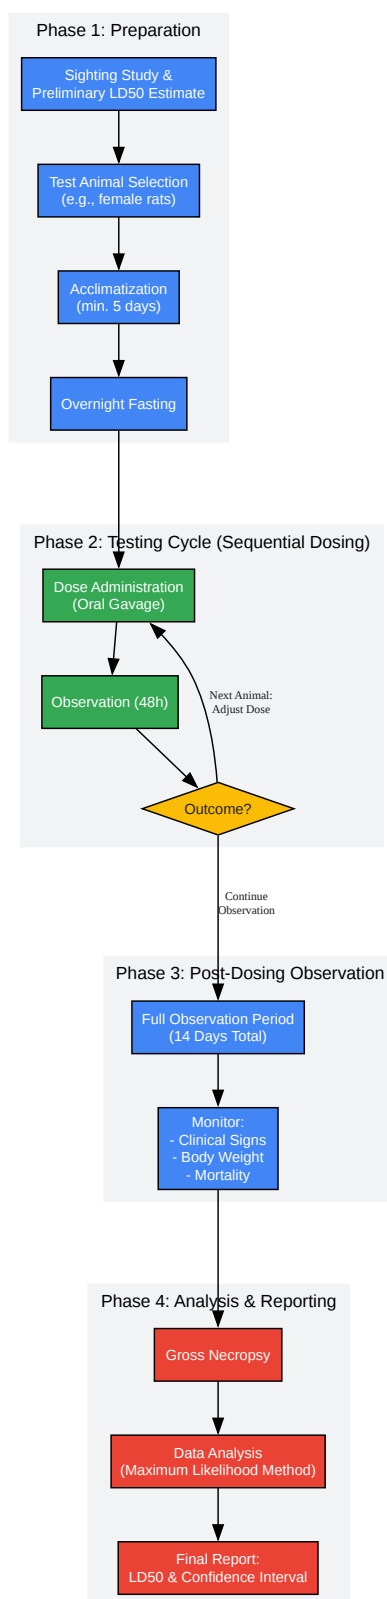 Phase 1: Preparation
Sighting Study &
Preliminary LD50 Estimate
Test Animal Selection
(e.g., female rats)
Acclimatization
(min. 5 days)
Overnight Fasting
Phase 2: Testing Cycle (Sequential Dosing)
Dose Administration
(Oral Gavage)
Observation (48h)
Next Animal:
Adjust Dose
Outcome?
Continue
Observation
Phase 3: Post-Dosing Observation
Full Observation Period
(14 Days Total)
Monitor:
- Clinical Signs
- Body Weight
- Mortality
Phase 4: Analysis & Reporting
Gross Necropsy
Data Analysis
(Maximum Likelihood Method)
Final Report:
LD50 & Confidence Interval